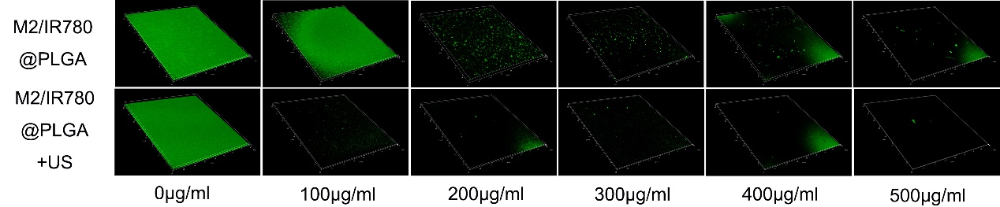 M2/IR780
@PLGA
M2/IR780
@PLGA
+US
0μg/ml 100μg/ml 200μg/ml 300μg/ml 400μg/ml 500μg/ml